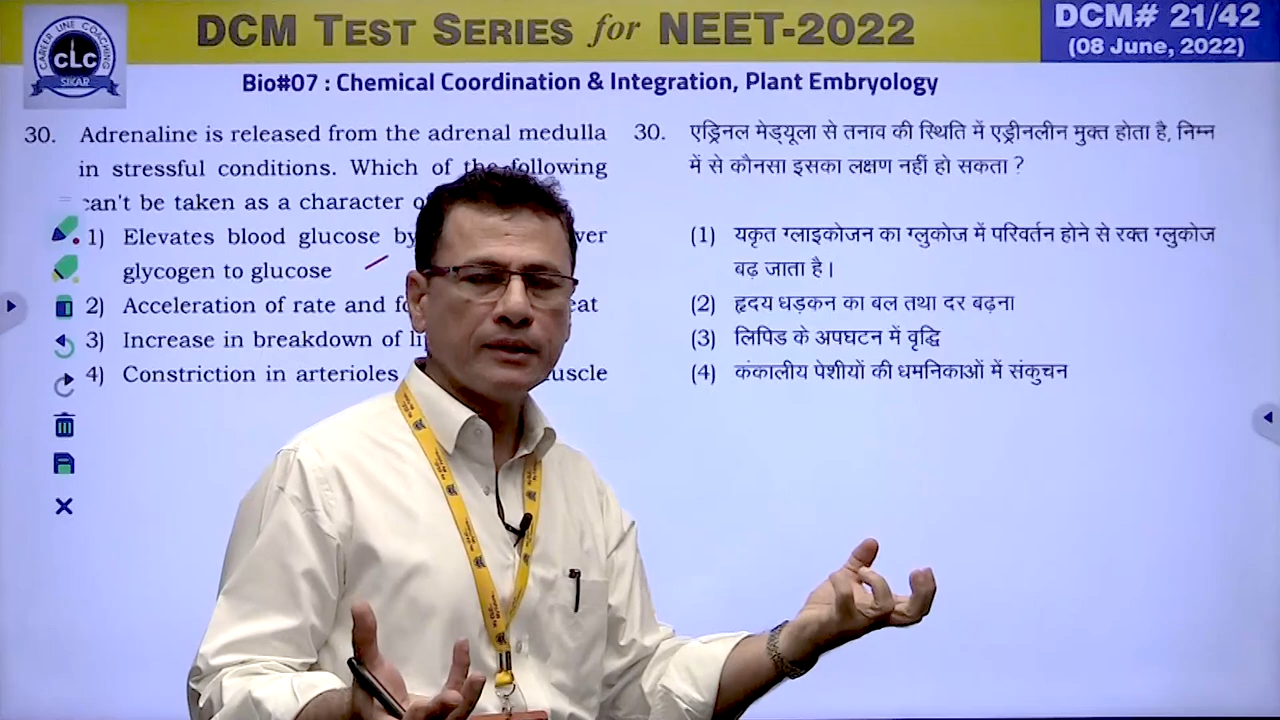 DCM TEST SERIES for NEET-2022
DCM# 21/42
(08 June, 2022)
CAREER LINE COACHING
CLC
SIKAR
Bio#07 : Chemical Coordination & Integration, Plant Embryology
30. Adrenaline is released from the adrenal medulla
in stressful conditions. Which of the following
can't be taken as a character
1) Elevates blood glucose by
glycogen to glucose
2) Acceleration of rate and
3) Increase in breakdown of
4) Constriction in arterioles
30. एड्रिनल मेड्यूला से तनाव की स्थिति में एड्रीनलीन मुक्त होता है, निम्न
में से कौनसा इसका लक्षण नहीं हो सकता ?
(1) यकृत ग्लाइकोजन का ग्लुकोज में परिवर्तन होने से रक्त ग्लुकोज
बढ़ जाता है।
(2) हृदय धड़कन का बल तथा दर बढ़ना
(3) लिपिड के अपघटन में वृद्धि
(4) कंकालीय पेशीयों की धमनिकाओं में संकुचन